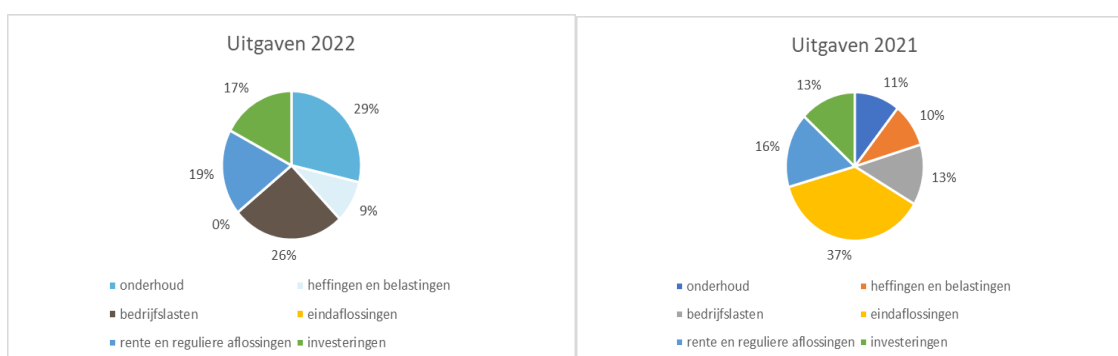 Uitgaven 2022
17%
29%
19%
9%
0%
26%
onderhoud
heffingen en belastingen
bedrijfslasten
eindaflossingen
rente en reguliere aflossingen
investeringen
Uitgaven 2021
13%
11%
10%
16%
13%
37%
onderhoud
heffingen en belastingen
bedrijfslasten
eindaflossingen
rente en reguliere aflossingen
investeringen